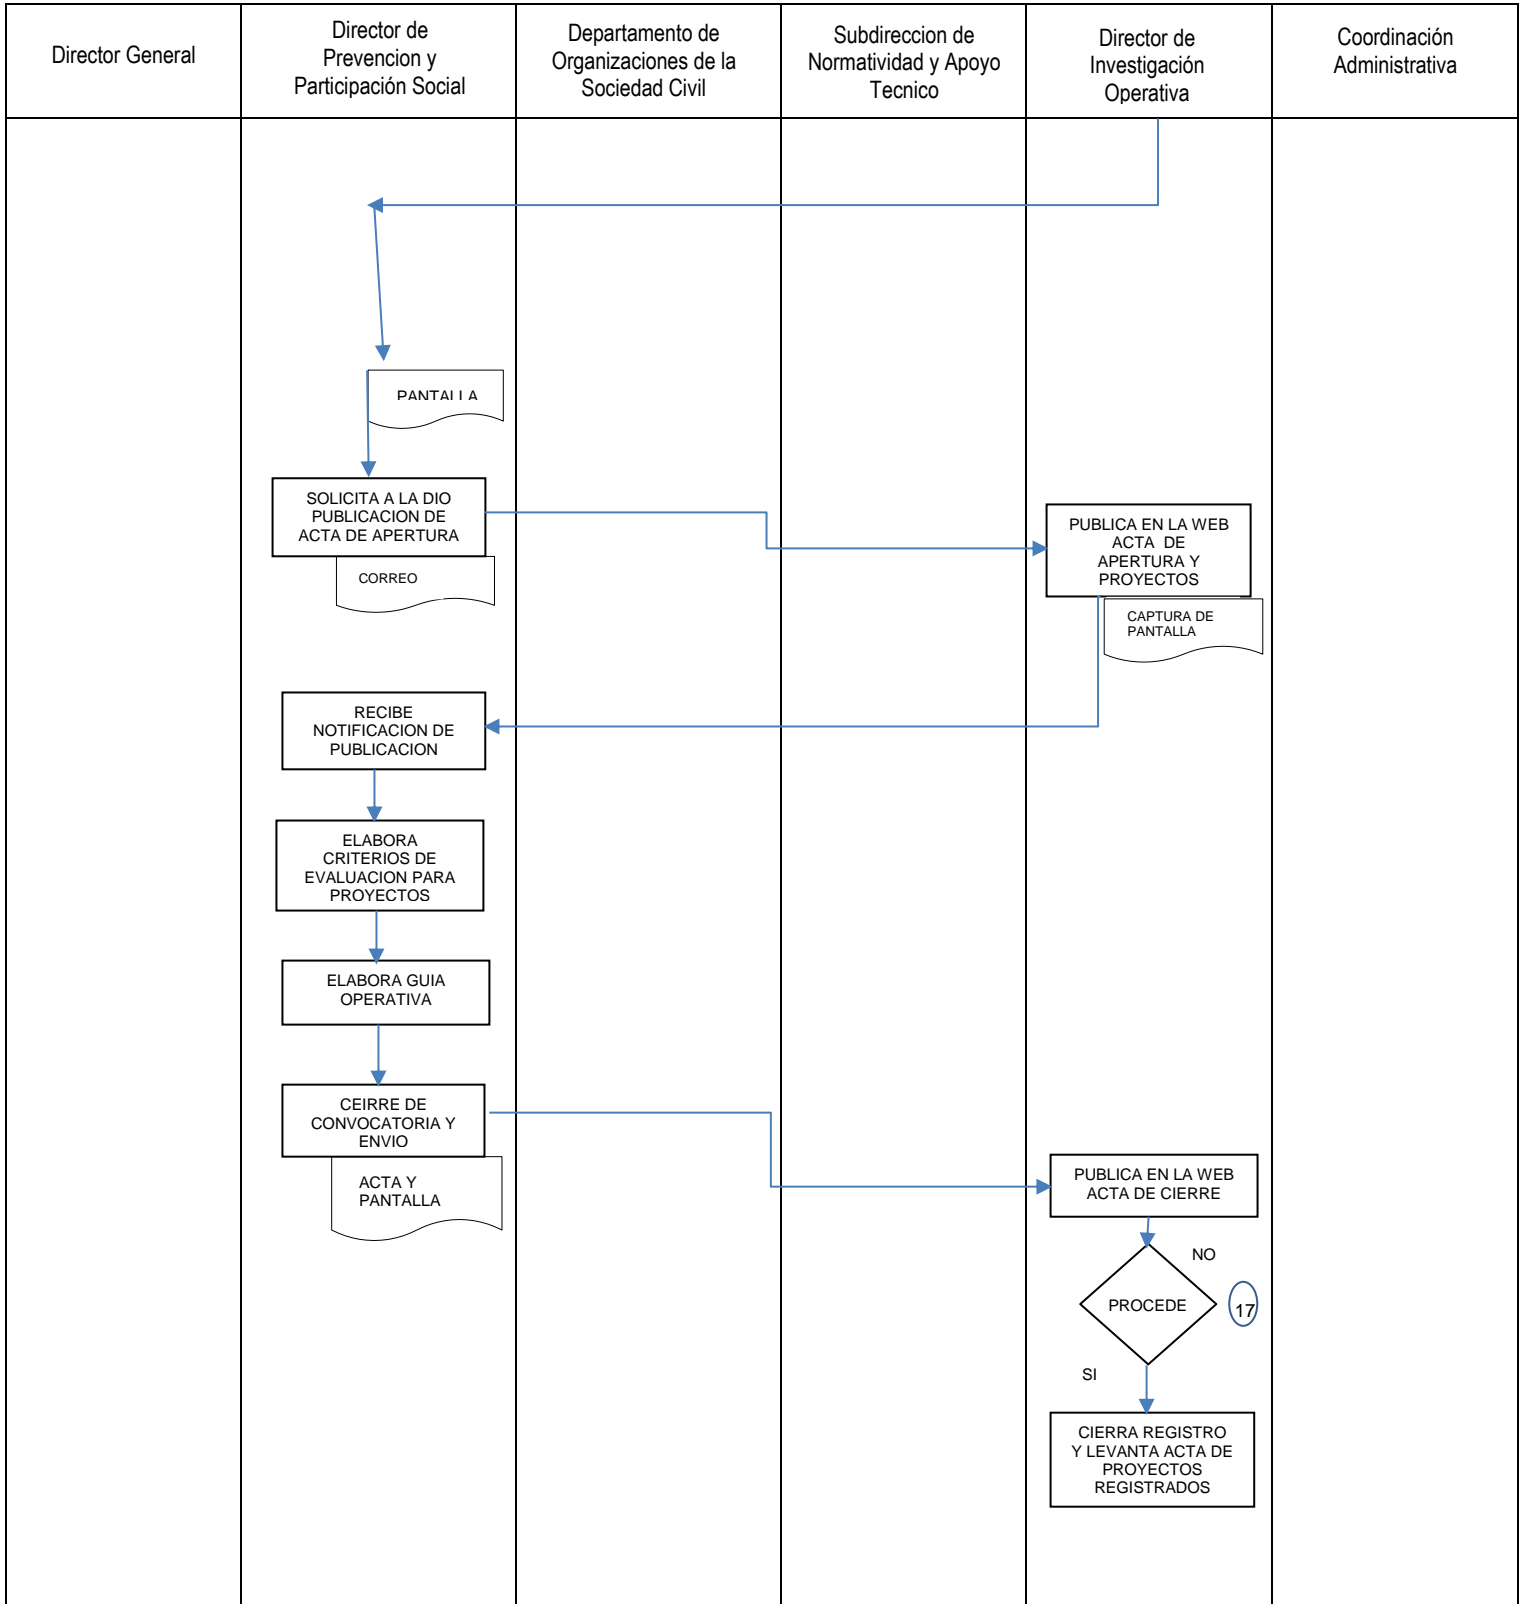 Director General
Director de
Prevencion y
Participación Social
Departamento de
Organizaciones de la
Sociedad Civil
Subdireccion de
Normatividad y Apoyo
Tecnico
Director de
Investigación
Operativa
Coordinación
Administrativa
PANTALLA
SOLICITA A LA DIO
PUBLICACION DE
ACTA DE APERTURA
CORREO
PUBLICA EN LA WEB
ACTA DE
APERTURA Y
PROYECTOS
CAPTURA DE
PANTALLA
RECIBE
NOTIFICACION DE
PUBLICACION
ELABORA
CRITERIOS DE
EVALUACION PARA
PROYECTOS
ELABORA GUIA
OPERATIVA
CEIRRE DE
CONVOCATORIA Y
ENVIO
ACTA Y
PANTALLA
PUBLICA EN LA WEB
ACTA DE CIERRE
NO
PROCEDE
17
SI
CIERRA REGISTRO
Y LEVANTA ACTA DE
PROYECTOS
REGISTRADOS